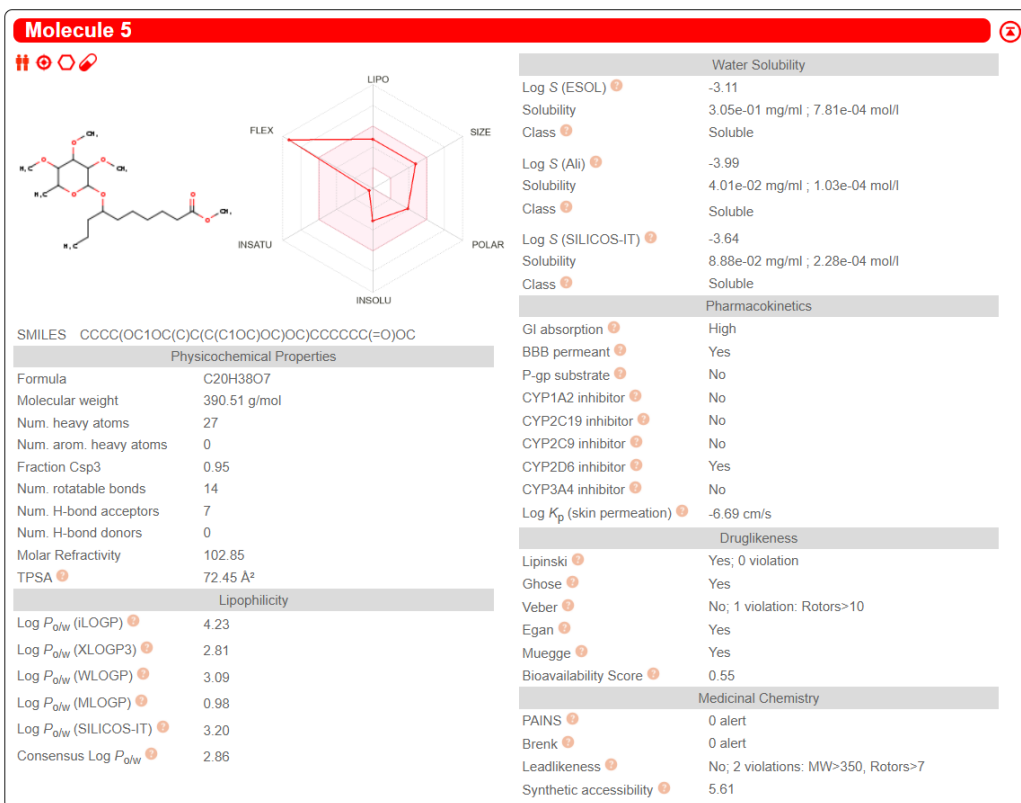 Molecule 5
LIPO
FLEX
SIZE
INSATU
POLAR
INSOLU
CH₃
H₃C
O
O
O
CH₃
H₃C
O
O
O
O
CH₃
H₃C
SMILES CCCC(OC1OC(C)C(C(C1OC)OC)OC)CCCCCC(=O)OC
Physicochemical Properties
Formula C20H38O7
Molecular weight 390.51 g/mol
Num. heavy atoms 27
Num. arom. heavy atoms 0
Fraction Csp3 0.95
Num. rotatable bonds 14
Num. H-bond acceptors 7
Num. H-bond donors 0
Molar Refractivity 102.85
TPSA ? 72.45 Å²
Lipophilicity
Log Po/w (iLOGP) ? 4.23
Log Po/w (XLOGP3) ? 2.81
Log Po/w (WLOGP) ? 3.09
Log Po/w (MLOGP) ? 0.98
Log Po/w (SILICOS-IT) ? 3.20
Consensus Log Po/w ? 2.86
Water Solubility
Log S (ESOL) ? -3.11
Solubility 3.05e-01 mg/ml ; 7.81e-04 mol/l
Class ? Soluble
Log S (Ali) ? -3.99
Solubility 4.01e-02 mg/ml ; 1.03e-04 mol/l
Class ? Soluble
Log S (SILICOS-IT) ? -3.64
Solubility 8.88e-02 mg/ml ; 2.28e-04 mol/l
Class ? Soluble
Pharmacokinetics
GI absorption ? High
BBB permeant ? Yes
P-gp substrate ? No
CYP1A2 inhibitor ? No
CYP2C19 inhibitor ? No
CYP2C9 inhibitor ? No
CYP2D6 inhibitor ? Yes
CYP3A4 inhibitor ? No
Log Kp (skin permeation) ? -6.69 cm/s
Druglikeness
Lipinski ? Yes; 0 violation
Ghose ? Yes
Veber ? No; 1 violation: Rotors>10
Egan ? Yes
Muegge ? Yes
Bioavailability Score ? 0.55
Medicinal Chemistry
PAINS ? 0 alert
Brenk ? 0 alert
Leadlikeness ? No; 2 violations: MW>350, Rotors>7
Synthetic accessibility ? 5.61